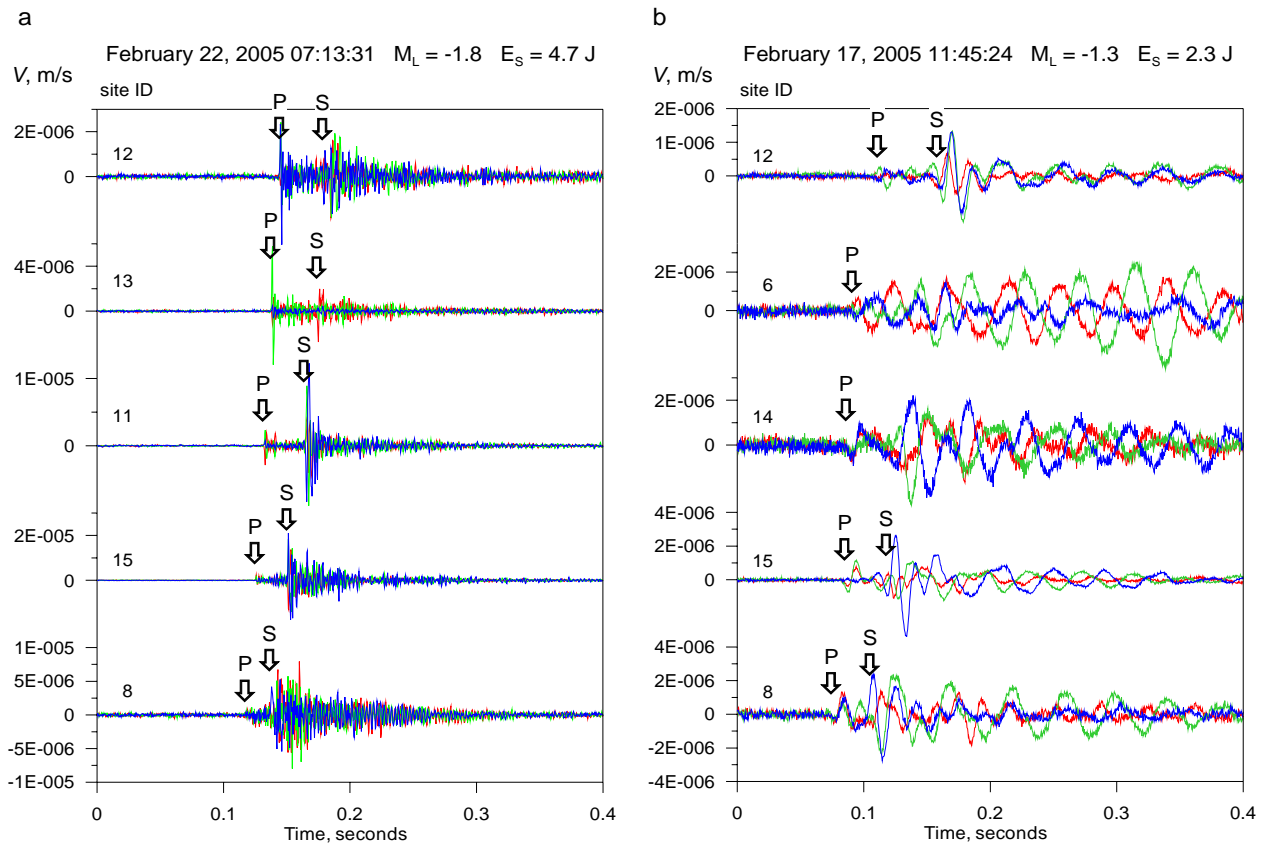 a
February 22, 2005 07:13:31 M_L = -1.8 E_S = 4.7 J
V, m/s
site ID
P S
2E-006
12
0
P
S
4E-006
13
0
S
1E-005
P
11
0
S
2E-005
P
15
0
S
1E-005
P
5E-006
8
0
-5E-006
-1E-005
0 0.1 0.2 0.3 0.4
Time, seconds
b
February 17, 2005 11:45:24 M_L = -1.3 E_S = 2.3 J
V, m/s
site ID
2E-006
P S
1E-006
12
0
P
2E-006
6
0
P
2E-006
14
0
4E-006
P S
2E-006
15
0
4E-006
P S
2E-006
8
0
-2E-006
-4E-006
0 0.1 0.2 0.3 0.4
Time, seconds